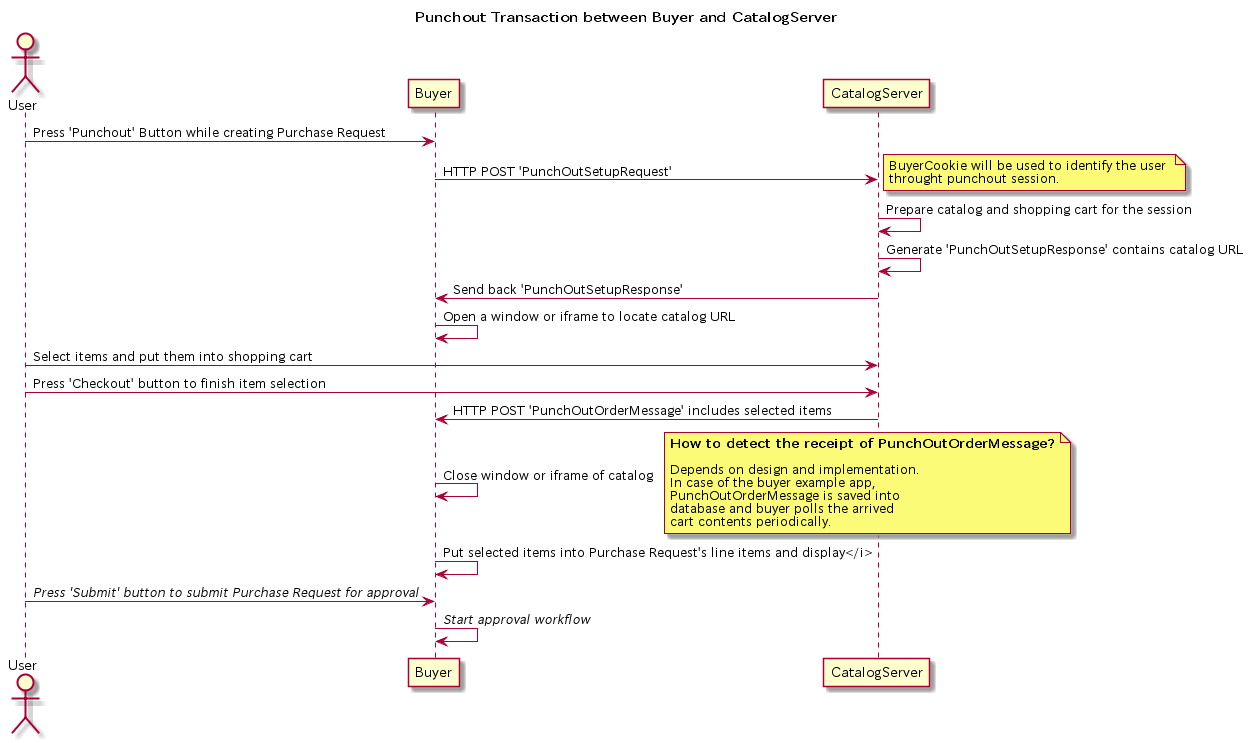 Punchout Transaction between Buyer and CatalogServer
User
Buyer
CatalogServer
Press 'Punchout' Button while creating Purchase Request
HTTP POST 'PunchOutSetupRequest'
BuyerCookie will be used to identify the user
throught punchout session.
Prepare catalog and shopping cart for the session
Generate 'PunchOutSetupResponse' contains catalog URL
Send back 'PunchOutSetupResponse'
Open a window or iframe to locate catalog URL
Select items and put them into shopping cart
Press 'Checkout' button to finish item selection
HTTP POST 'PunchOutOrderMessage' includes selected items
How to detect the receipt of PunchOutOrderMessage?
Depends on design and implementation.
In case of the buyer example app,
PunchOutOrderMessage is saved into
database and buyer polls the arrived
cart contents periodically.
Close window or iframe of catalog
Put selected items into Purchase Request's line items and display</i>
Press 'Submit' button to submit Purchase Request for approval
Start approval workflow
User
Buyer
CatalogServer